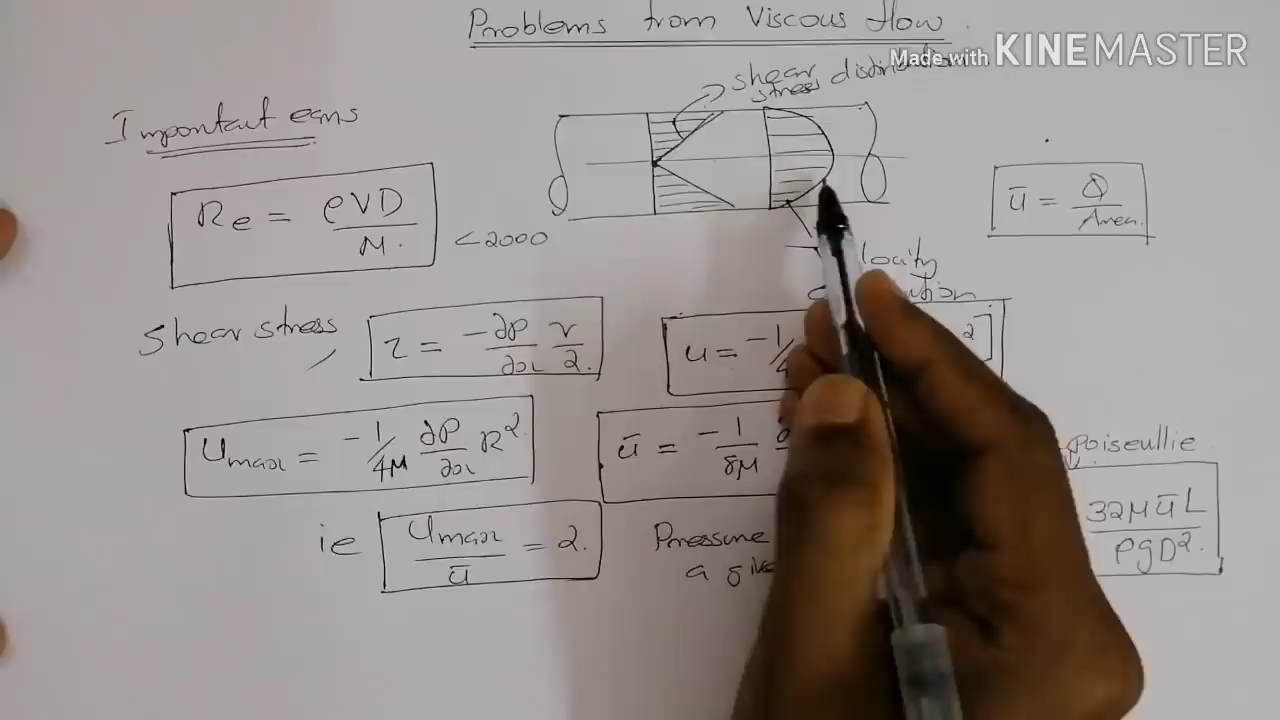 Problems from Viscous flow.
Made with KINEMASTER
shear
stress
Important eqns
Re = ρVD / μ. <2000
ū = Q / Area.
Shear stress τ = -∂P/∂x r/2.
u = -1/4 2]
Umax = -1/4μ ∂P/∂x R²
ū = -1/8μ
Poiseullie
32μūL / ρgD².
ie Umax / ū = 2.
Pressure
a